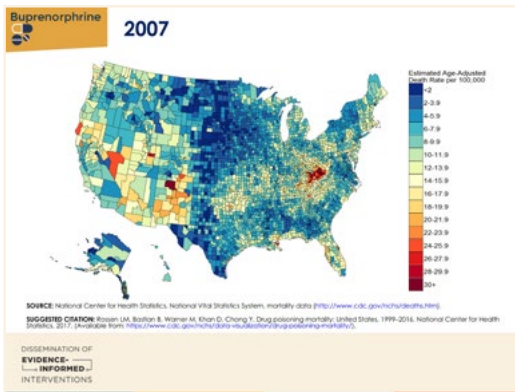 Buprenorphrine
2007
Estimated Age-Adjusted
Death Rate per 100,000
<2
2-3.9
4-5.9
6-7.9
8-9.9
10-11.9
12-13.9
14-15.9
16-17.9
18-19.9
20-21.9
22-23.9
24-25.9
26-27.9
28-29.9
30+
SOURCE: National Center for Health Statistics. National Vital Statistics System, mortality data (http://www.cdc.gov/nchs/deaths.htm).
SUGGESTED CITATION: Rossen LM, Bastian B, Warner M, Khan D, Chong Y. Drug poisoning mortality: United States, 1999–2016. National Center for Health
Statistics. 2017. (Available from: https://www.cdc.gov/nchs/data-visualization/drug-poisoning-mortality/).
DISSEMINATION OF
EVIDENCE-
INFORMED
INTERVENTIONS